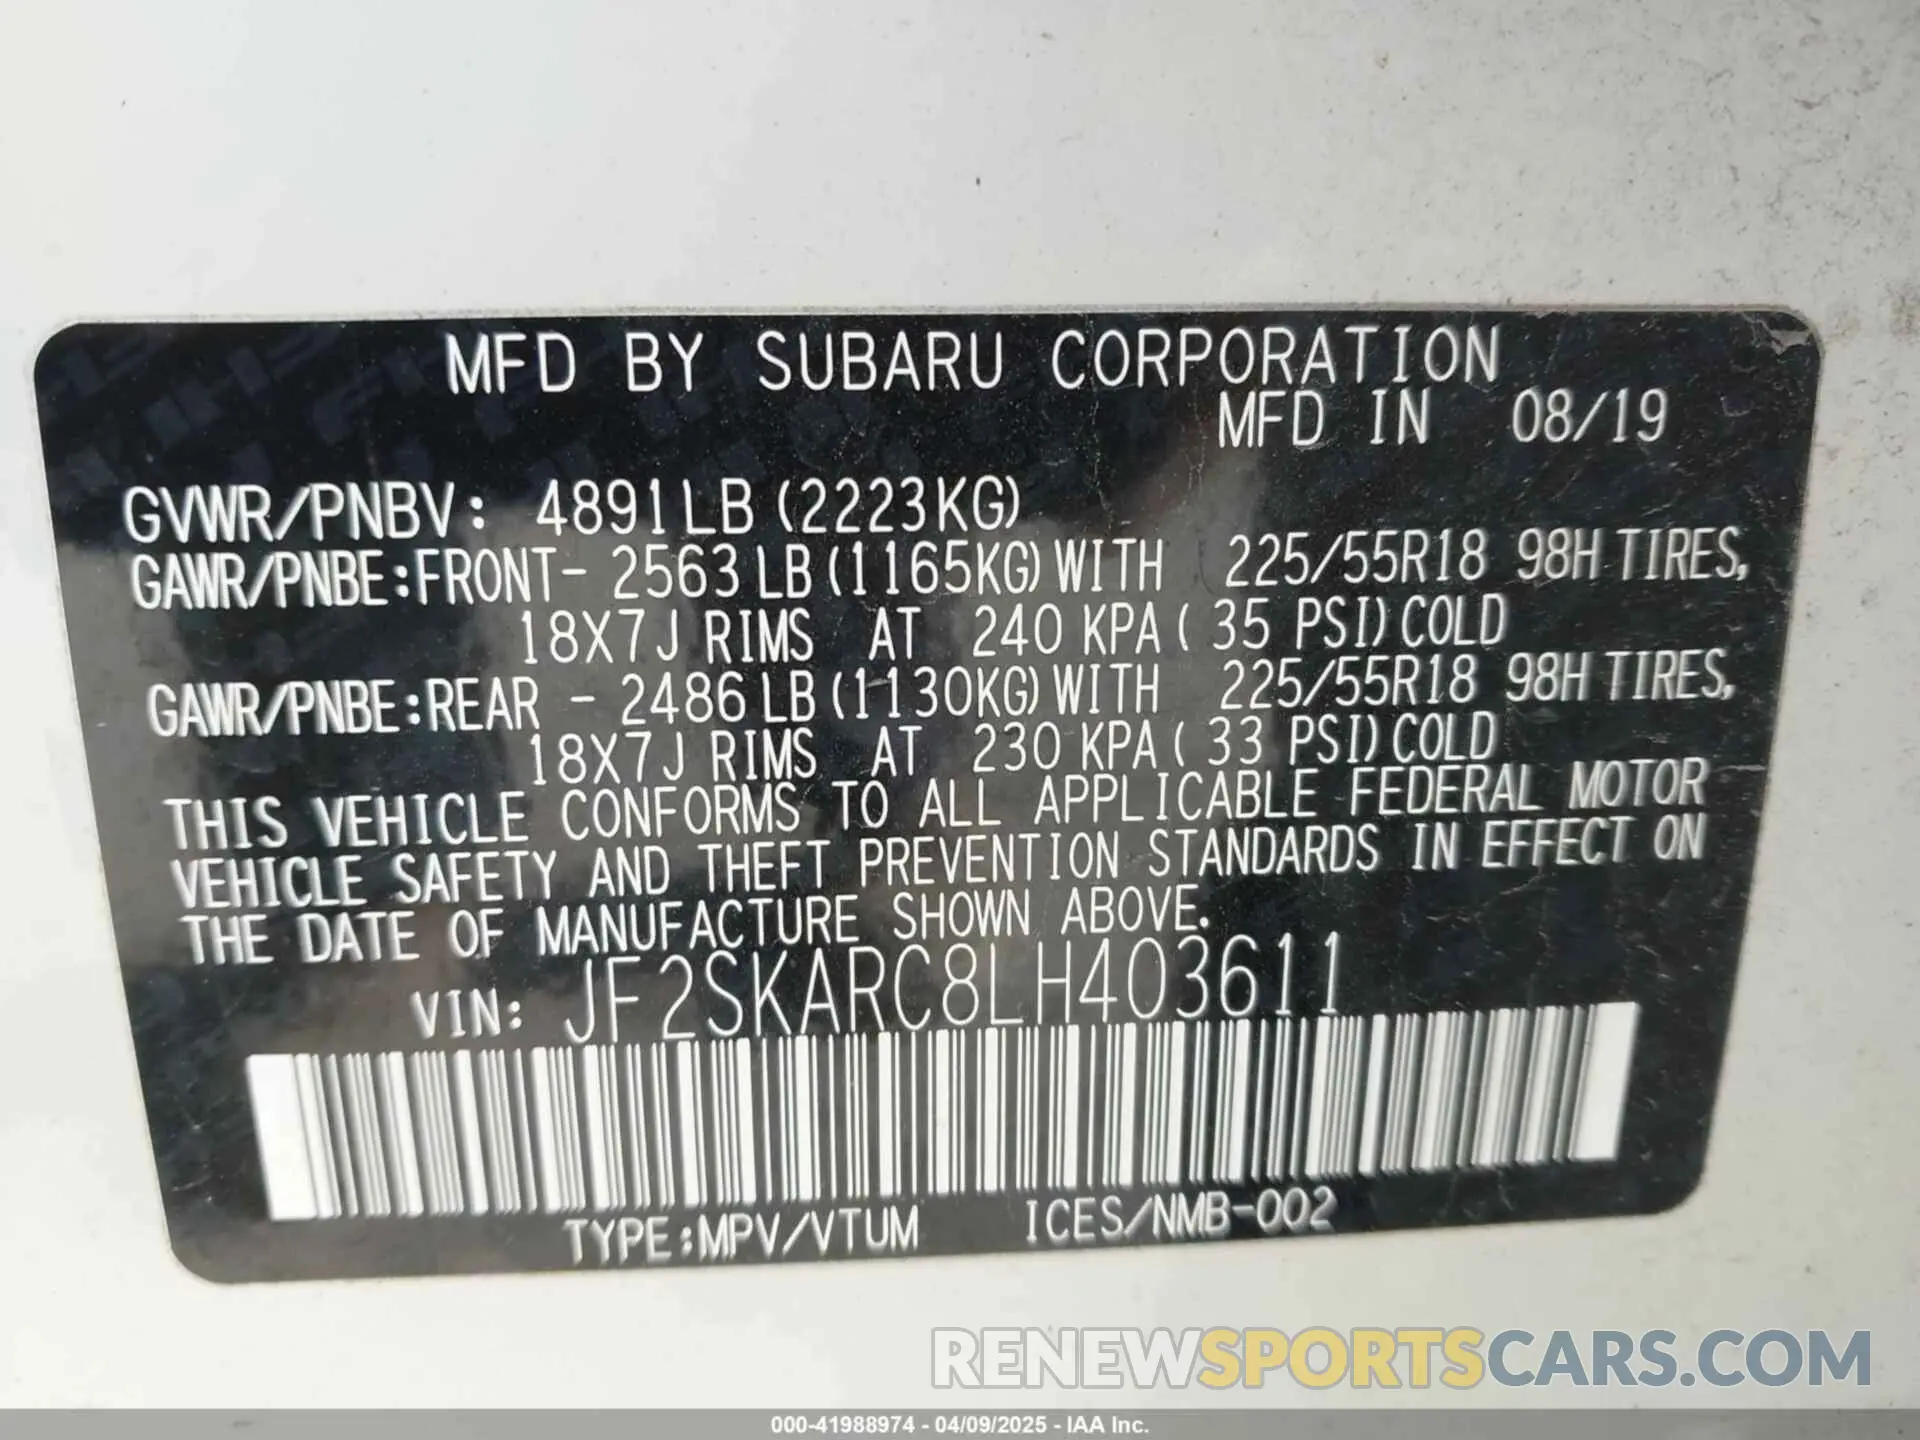 MFD BY SUBARU CORPORATION
MFD IN 08/19
GVWR/PNBV: 4891LB (2223KG)
GAWR/PNBE:FRONT- 2563 LB (1165KG) WITH 225/55R18 98H TIRES,
18X7J RIMS AT 240 KPA ( 35 PSI) COLD
GAWR/PNBE:REAR - 2486 LB (1130KG) WITH 225/55R18 98H TIRES,
18X7J RIMS AT 230 KPA ( 33 PSI) COLD
THIS VEHICLE CONFORMS TO ALL APPLICABLE FEDERAL MOTOR
VEHICLE SAFETY AND THEFT PREVENTION STANDARDS IN EFFECT ON
THE DATE OF MANUFACTURE SHOWN ABOVE.
VIN: JF2SKARC8LH403611
TYPE:MPV/VTUM ICES/NMB-002
RENEWSPORTSCARS.COM
000-41988974 - 04/09/2025 - IAA Inc.